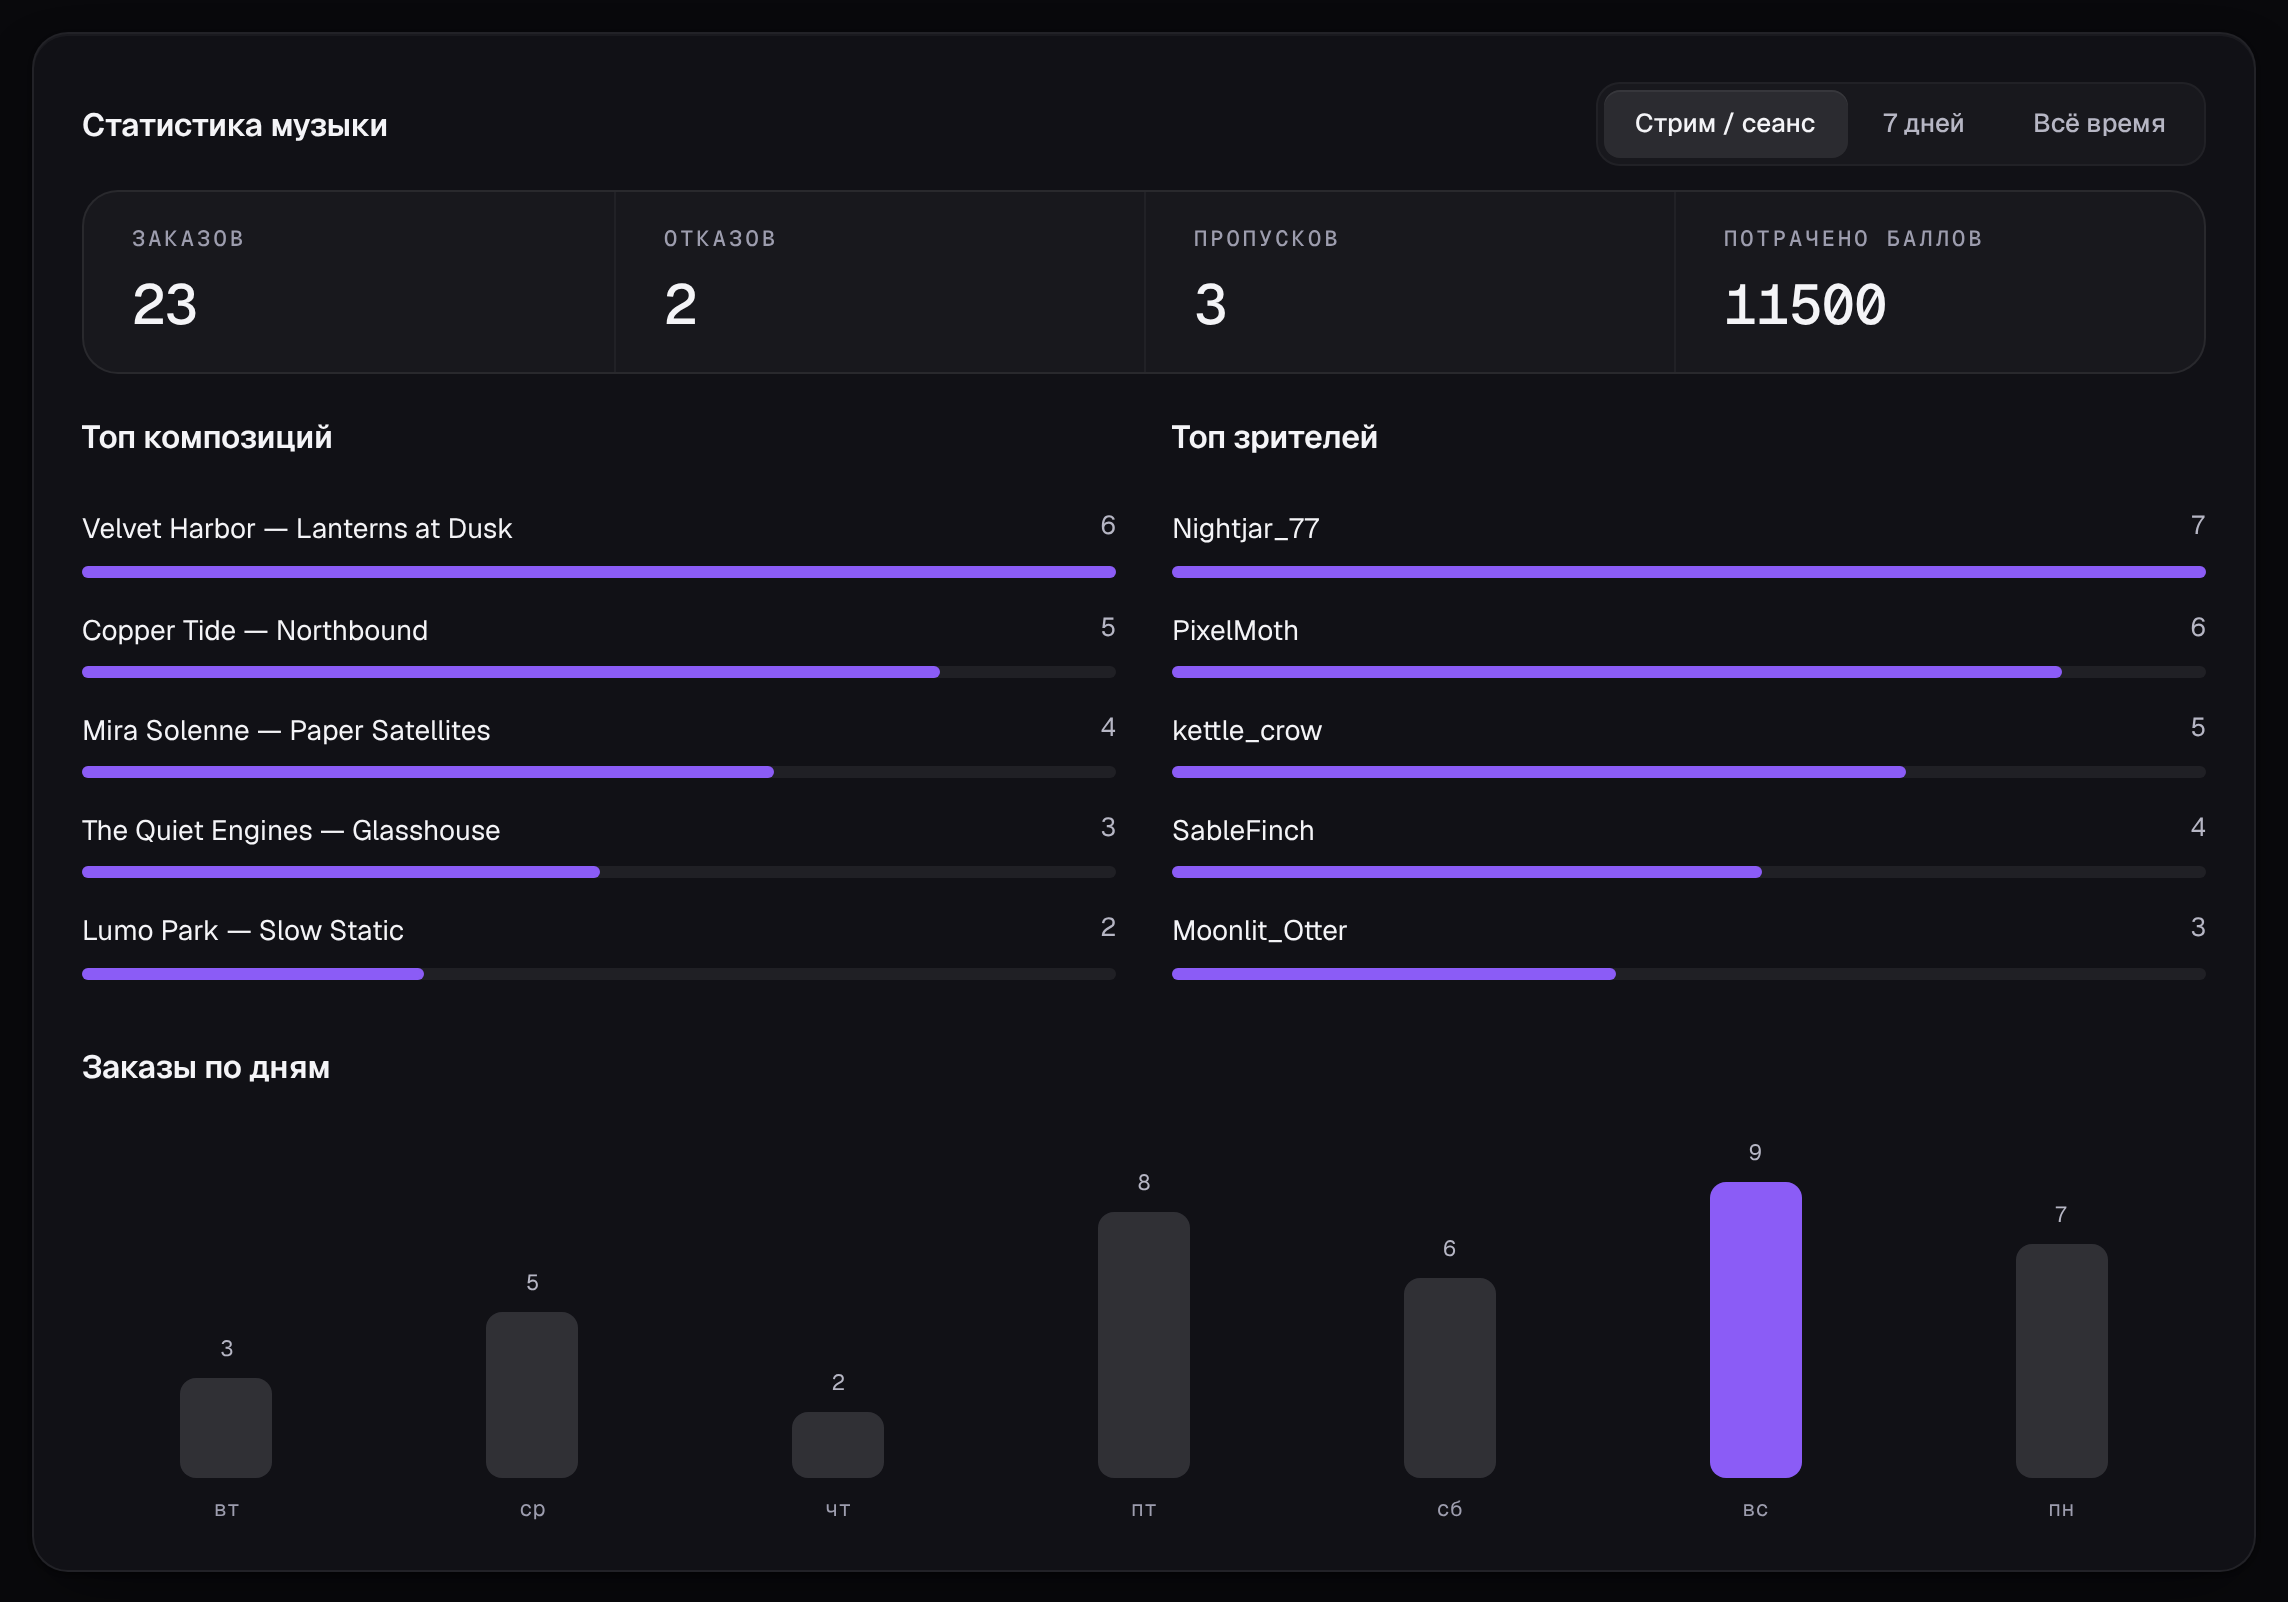 Статистика музыки
Стрим / сеанс
7 дней
Всё время
ЗАКАЗОВ
23
ОТКАЗОВ
2
ПРОПУСКОВ
3
ПОТРАЧЕНО БАЛЛОВ
11500
Топ композиций
Velvet Harbor — Lanterns at Dusk 6
Copper Tide — Northbound 5
Mira Solenne — Paper Satellites 4
The Quiet Engines — Glasshouse 3
Lumo Park — Slow Static 2
Топ зрителей
Nightjar_77 7
PixelMoth 6
kettle_crow 5
SableFinch 4
Moonlit_Otter 3
Заказы по дням
3 5 2 8 6 9 7
вт ср чт пт сб вс пн